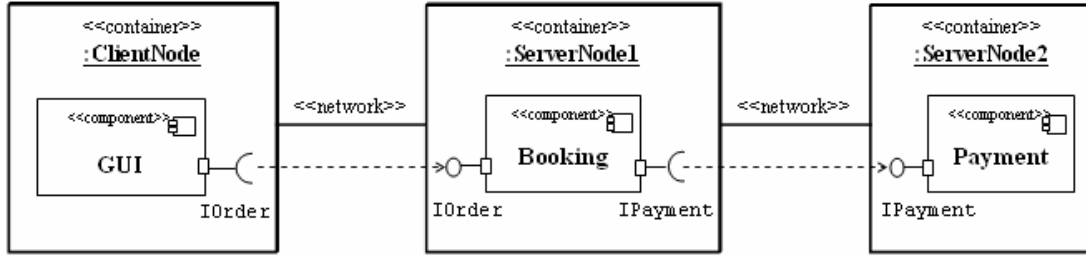 <<container>>
:ClientNode
<<component>>
GUI
IOrder
<<network>>
<<container>>
:ServerNode1
<<component>>
Booking
IOrder
IPayment
<<network>>
<<container>>
:ServerNode2
<<component>>
Payment
IPayment